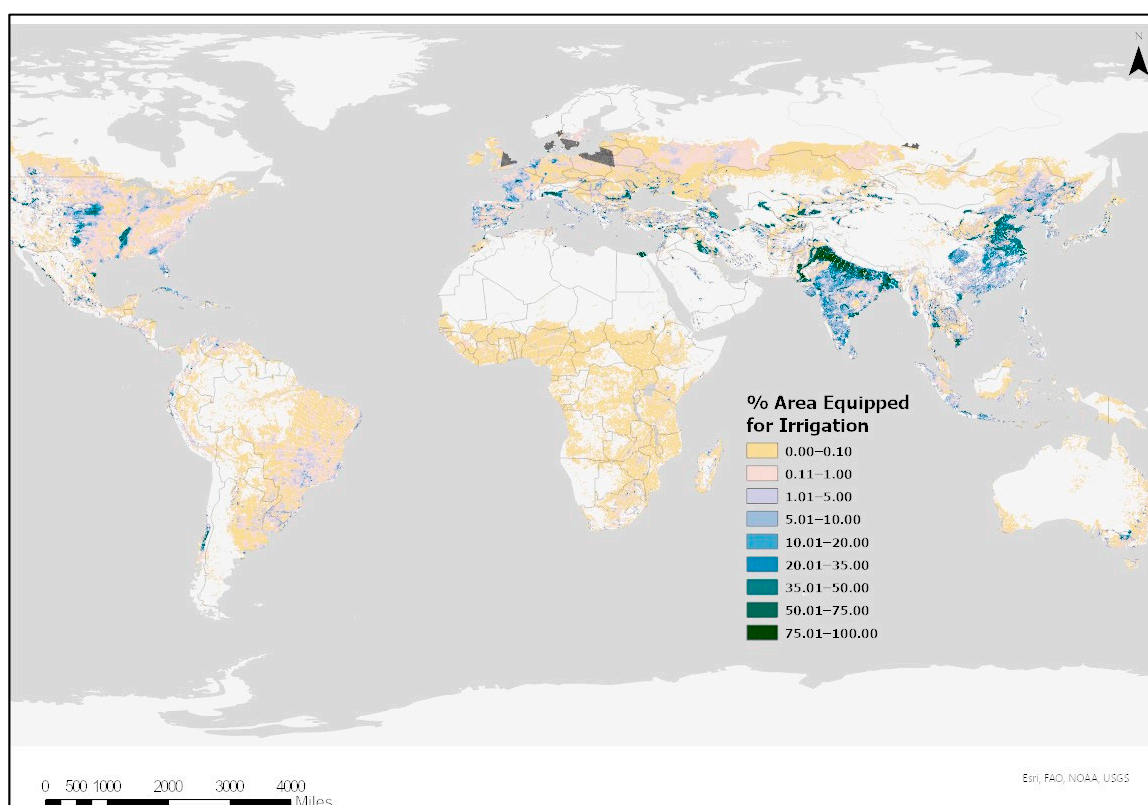 N
% Area Equipped
for Irrigation
0.00–0.10
0.11–1.00
1.01–5.00
5.01–10.00
10.01–20.00
20.01–35.00
35.01–50.00
50.01–75.00
75.01–100.00
Esri, FAO, NOAA, USGS
0 500 1000 2000 3000 4000
Miles